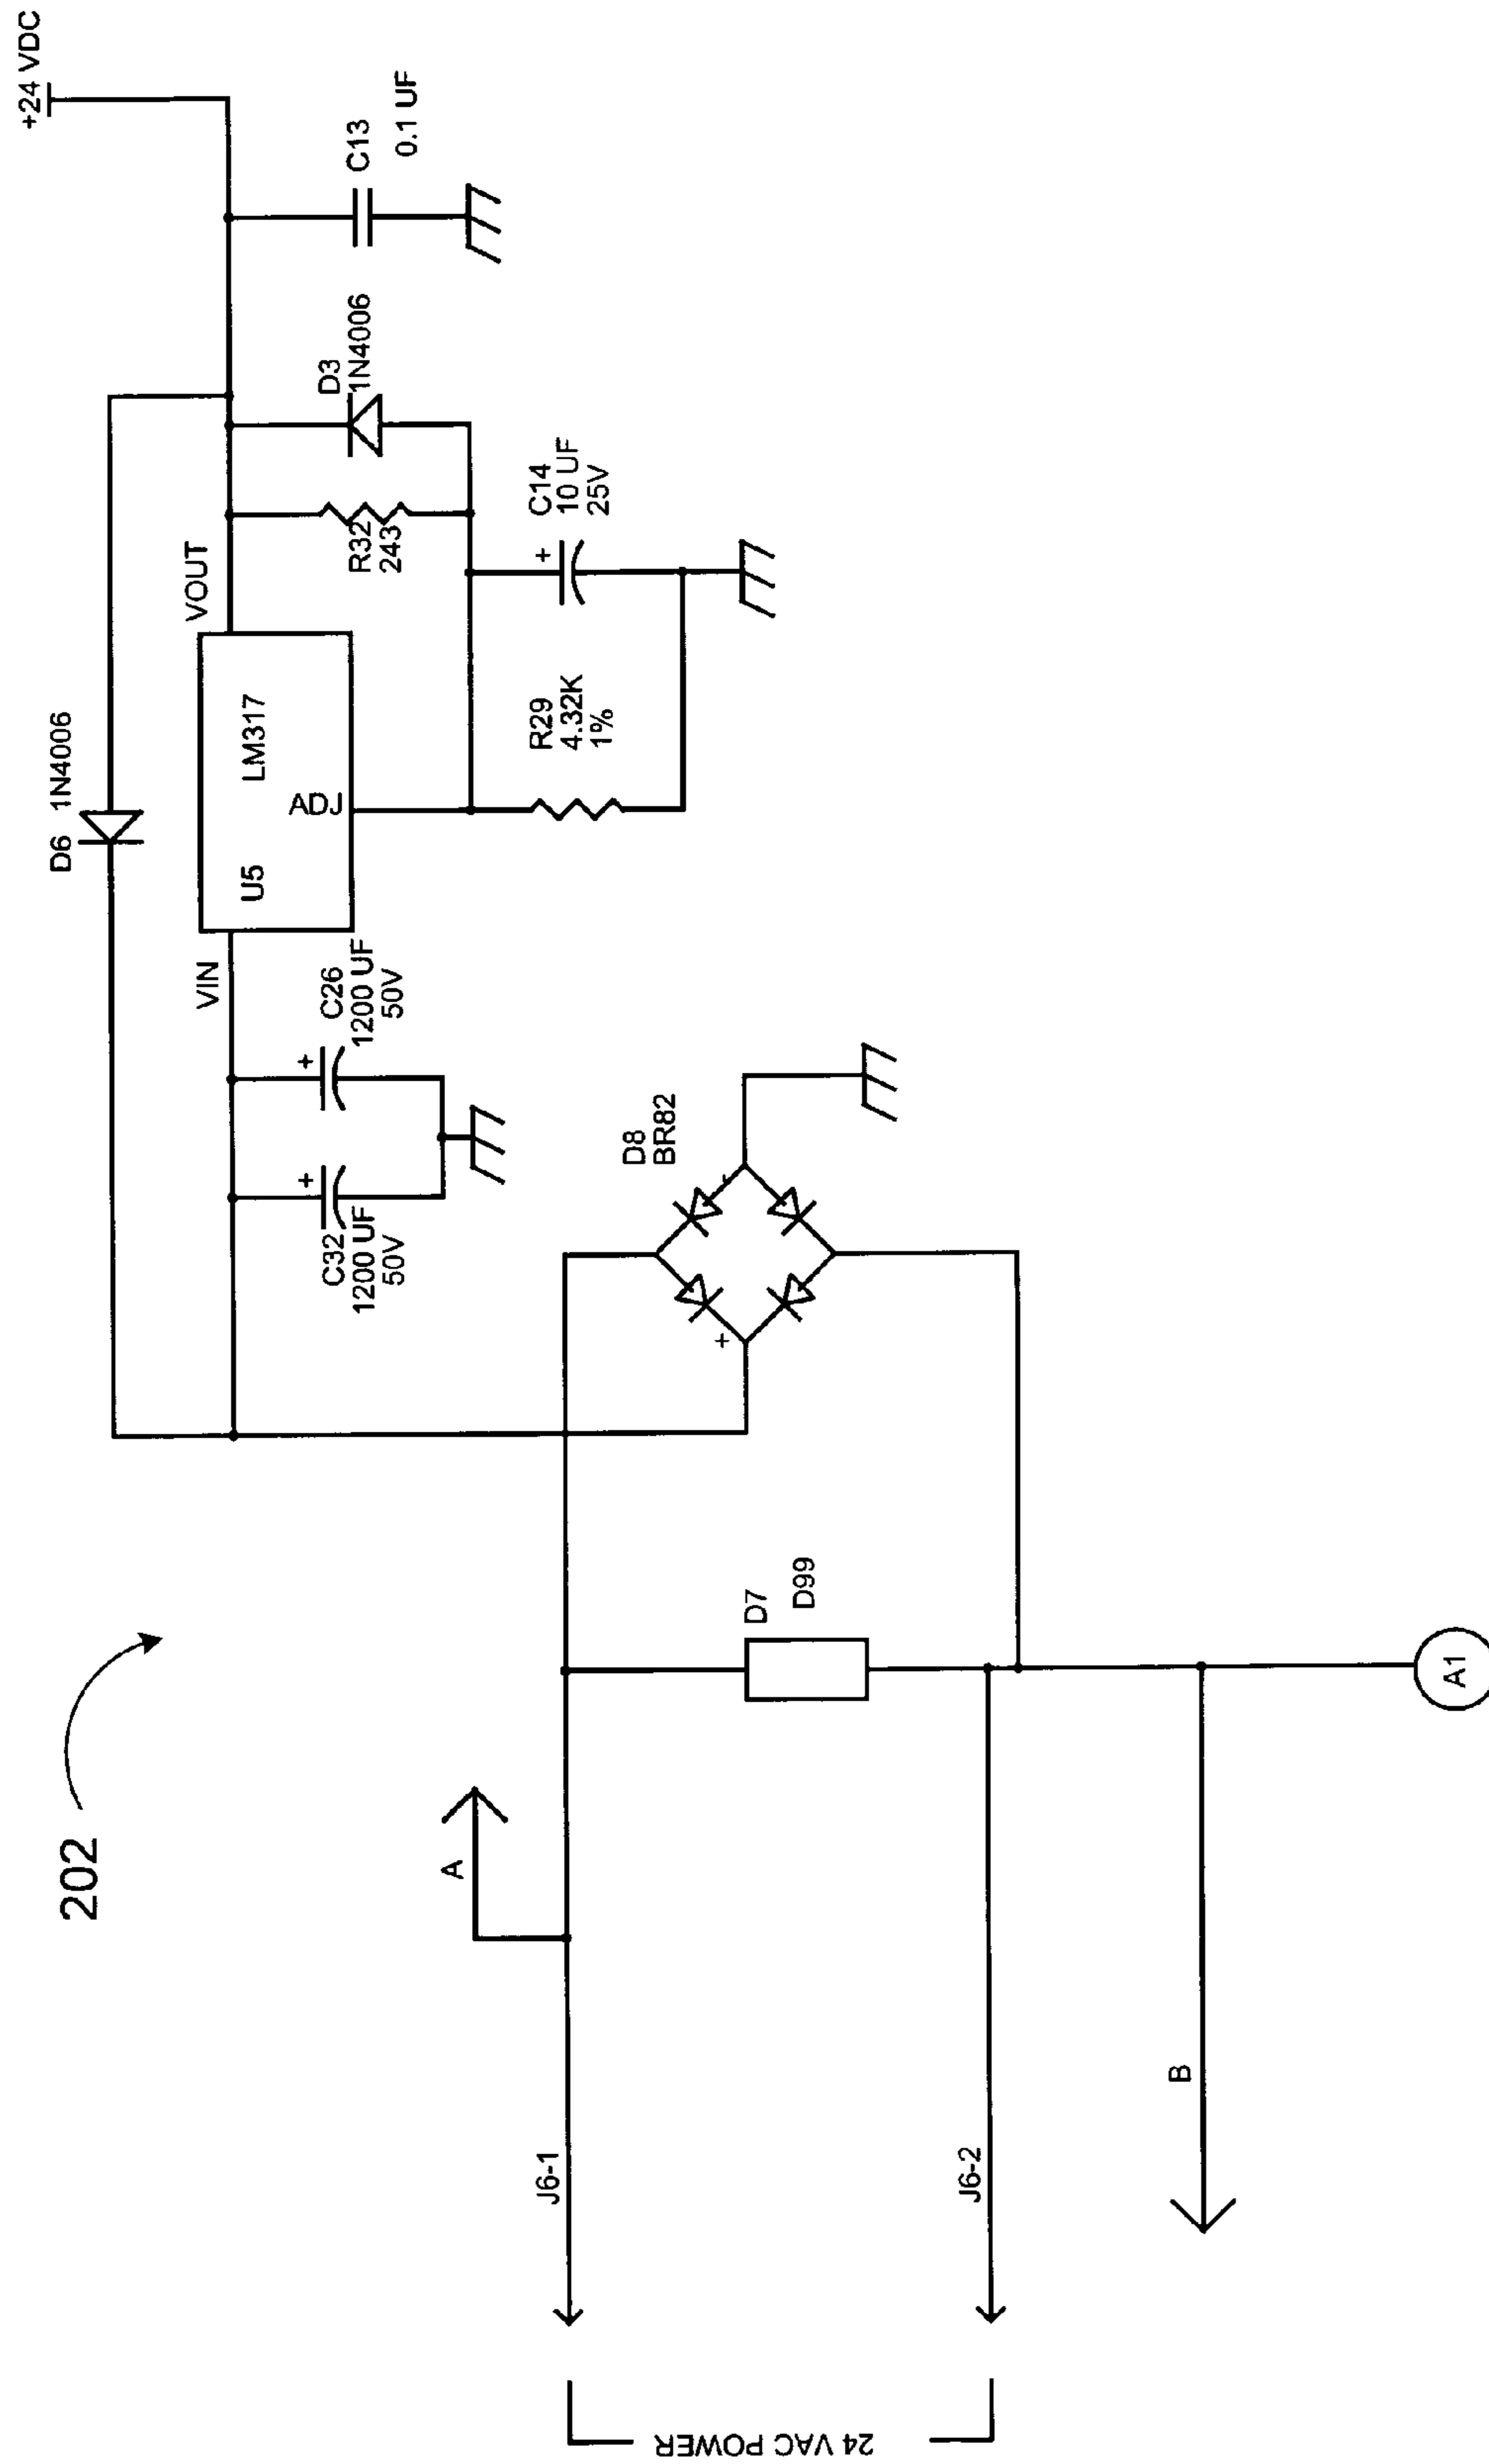 202
24 VAC POWER
J6-1
J6-2
A
B
A1
D7
D99
D8
BR82
+
C32
1200 UF
50V
+
C26
1200 UF
50V
+
VIN
U5
LM317
ADJ
VOUT
D6 1N4006
R29
4.32K
1%
C14
10 UF
25V
+
R32
243
D3
1N4006
C13
0.1 UF
+24 VDC